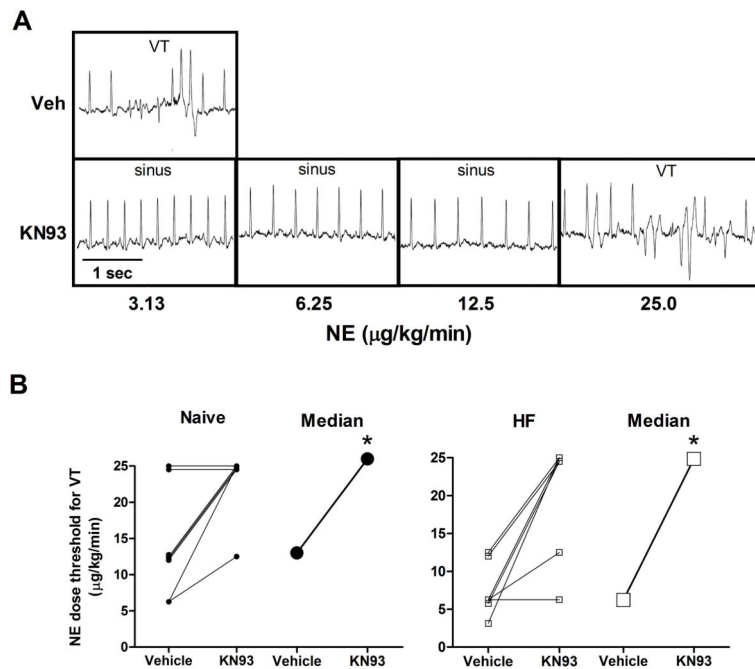 A
VT
Veh
sinus
sinus
sinus
VT
KN93
1 sec
3.13 6.25 12.5 25.0
NE (μg/kg/min)
B
Naive Median HF Median
* *
NE dose threshold for VT
(μg/kg/min)
25 25
20 20
15 15
10 10
5 5
0 0
Vehicle KN93 Vehicle KN93 Vehicle KN93 Vehicle KN93